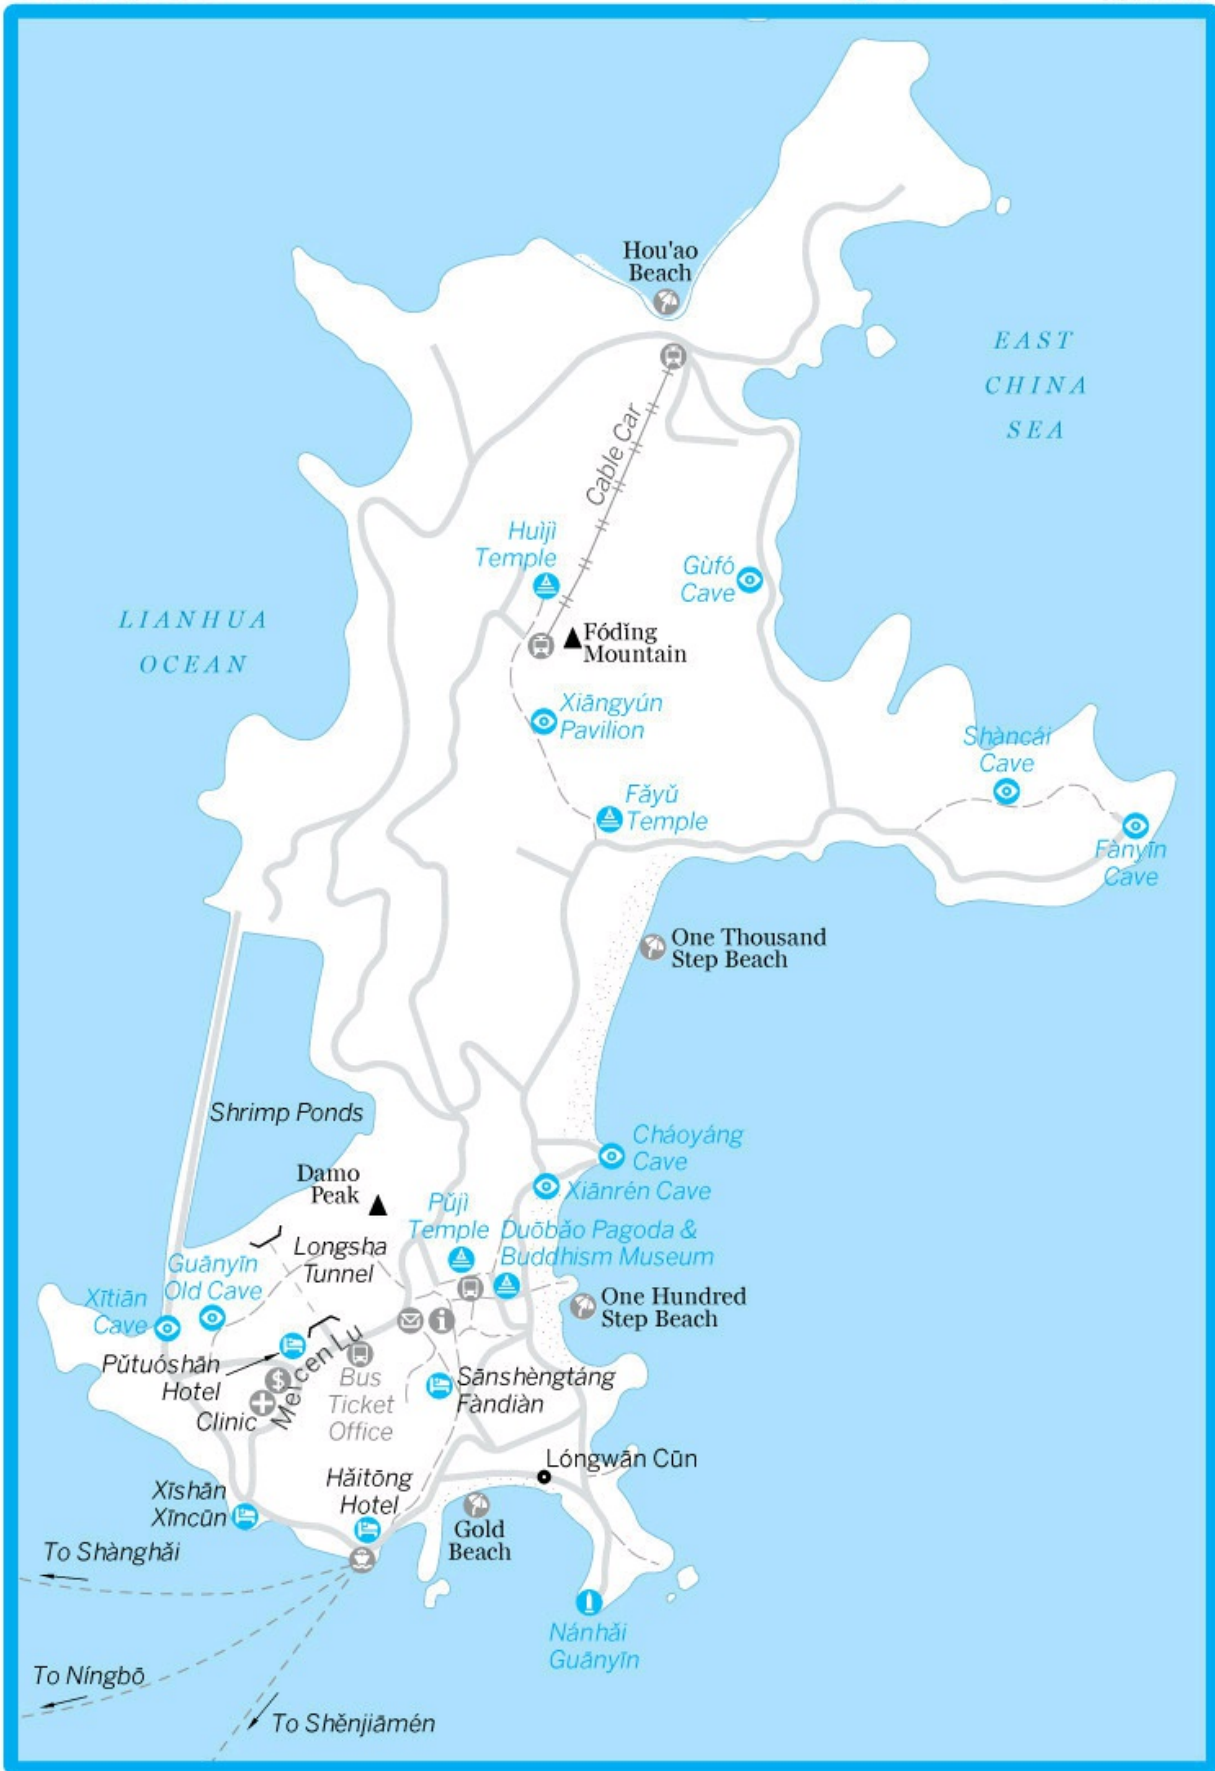 Hou'ao
Beach
EAST
CHINA
SEA
Cable Car
Huìjì
Temple
Gùfó
Cave
LIANHUA
OCEAN
Fódǐng
Mountain
Xiāngyún
Pavilion
Shàncái
Cave
Fǎyǔ
Temple
Fànyīn
Cave
One Thousand
Step Beach
Shrimp Ponds
Cháoyáng
Cave
Damo
Peak
Xiānrén Cave
Pǔjì
Temple
Duōbǎo Pagoda &
Buddhism Museum
Longsha
Tunnel
Guānyīn
Old Cave
Xītiān
Cave
One Hundred
Step Beach
i
Pǔtuóshān
Hotel
$
Meicen Lu
Bus
Ticket
Office
Sānshèngtáng
Fàndiàn
Clinic
Lóngwān Cūn
Hǎitōng
Hotel
Xīshān
Xīncūn
Gold
Beach
To Shànghǎi
Nánhǎi
Guānyīn
To Níngbō
To Shěnjiāmén